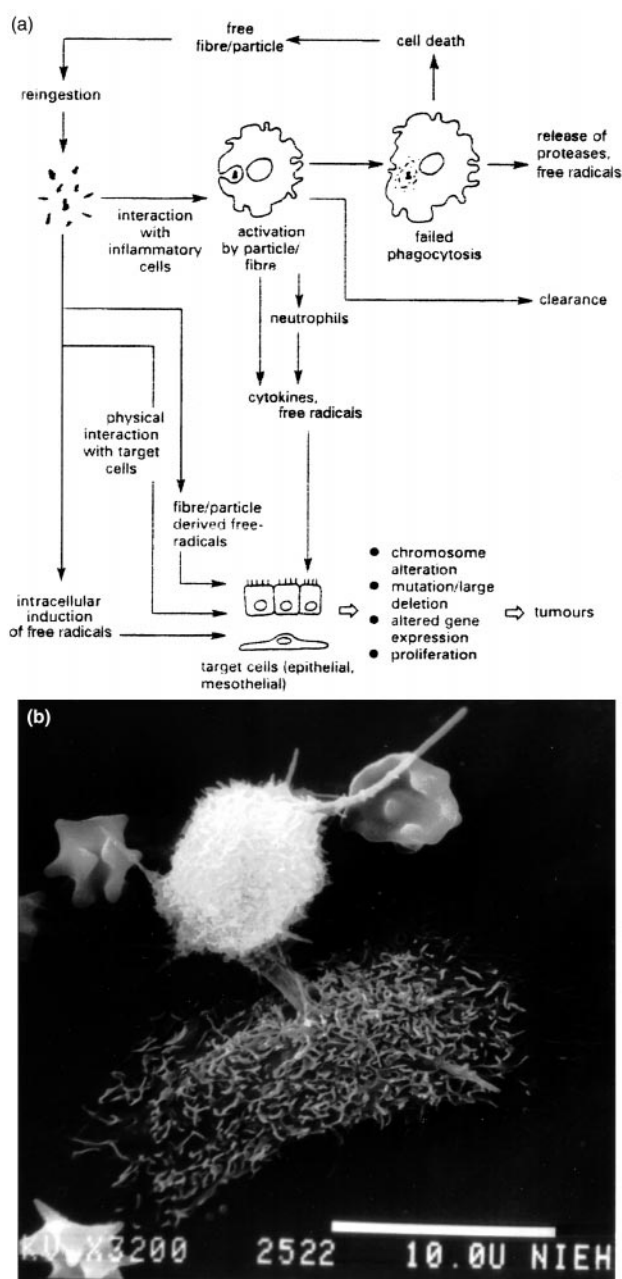 (a)
free
fibre/particle
cell death
reingestion
release of
proteases,
free radicals
interaction
with
inflammatory
cells
activation
by particle/
fibre
failed
phagocytosis
neutrophils
clearance
cytokines,
free radicals
physical
interaction
with target
cells
fibre/particle
derived free-
radicals
intracellular
induction
of free radicals
target cells (epithelial,
mesothelial)
● chromosome
alteration
● mutation/large
deletion
● altered gene
expression
● proliferation
tumours
(b)
X3200 2522 10.0U NIEH